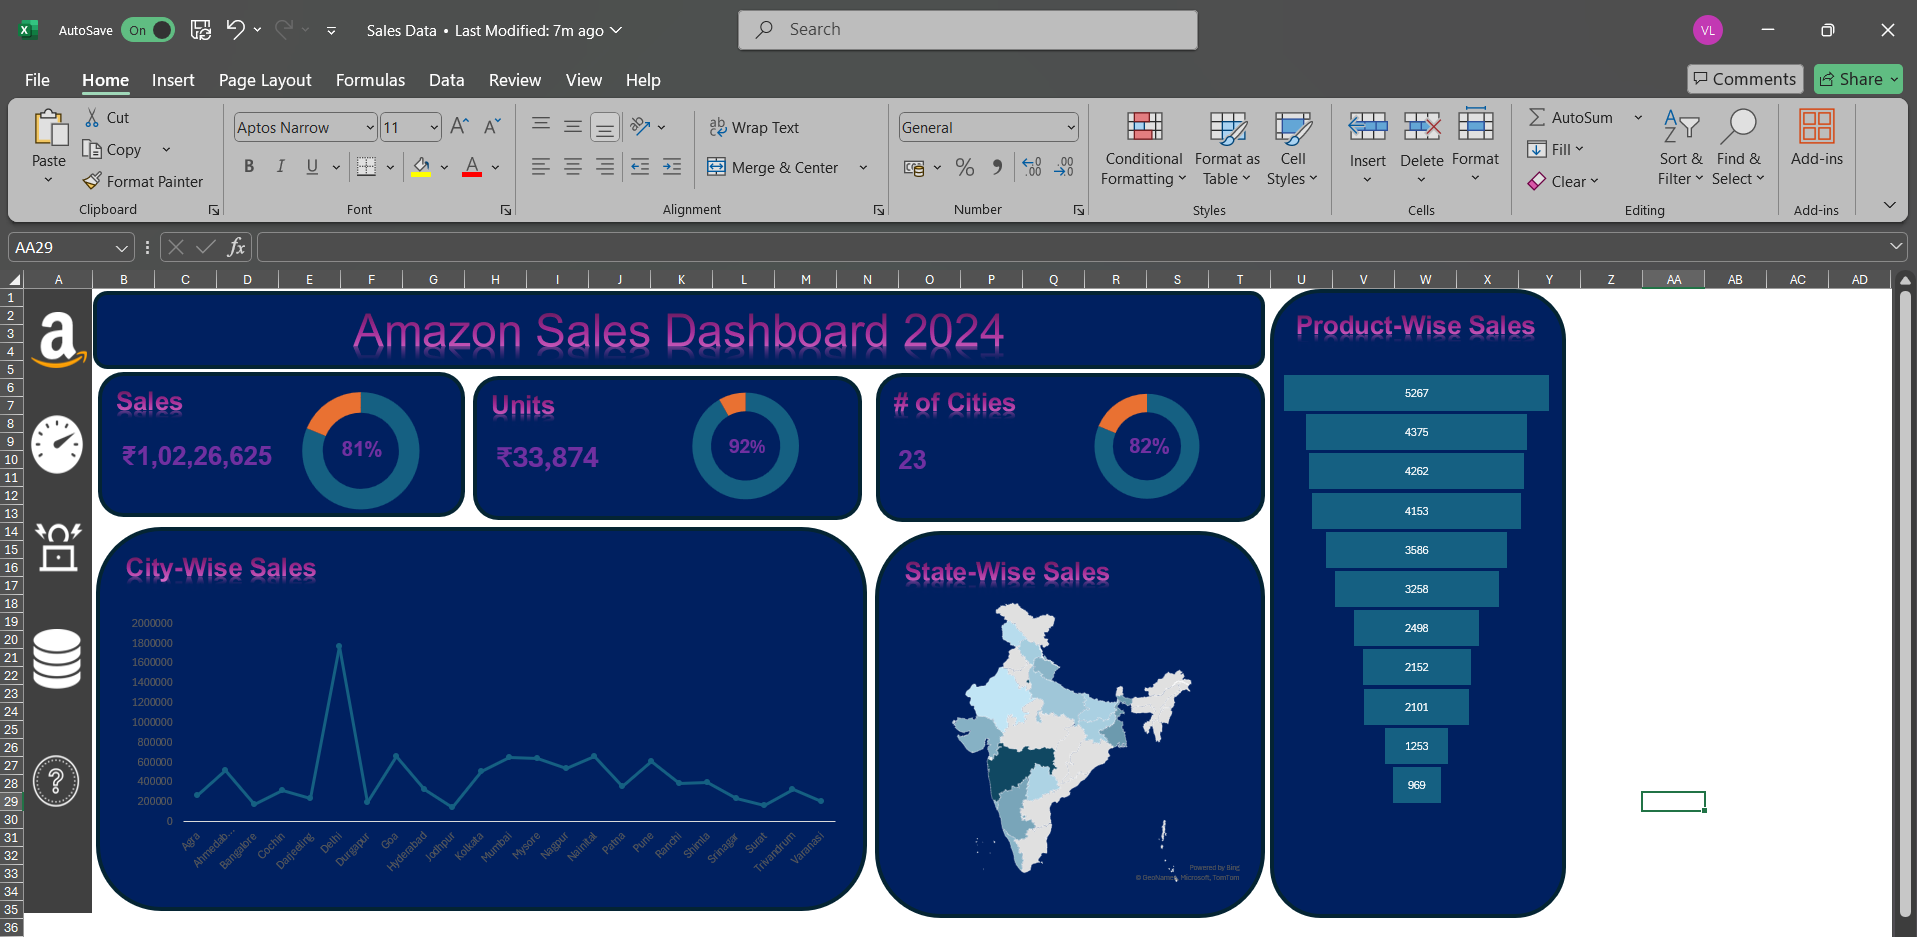 AutoSave On Sales Data • Last Modified: 7m ago Search VL
File Home Insert Page Layout Formulas Data Review View Help Comments Share
Paste Cut Copy Format Painter Clipboard
Aptos Narrow 11 B I U A Font
ab Wrap Text Merge & Center Alignment
General % Number
Conditional Formatting Format as Table Cell Styles Styles
Insert Delete Format Cells
AutoSum Fill Clear Sort & Filter Find & Select Editing
Add-ins Add-ins
AA29 fx
A B C D E F G H I J K L M N O P Q R S T U V W X Y Z AA AB AC AD
1
2
3
4
5
6
7
8
9
10
11
12
13
14
15
16
17
18
19
20
21
22
23
24
25
26
27
28
29
30
31
32
33
34
35
36
a
?
Amazon Sales Dashboard 2024
Sales
₹1,02,26,625
81%
Units
₹33,874
92%
# of Cities
23
82%
City-Wise Sales
2000000
1800000
1600000
1400000
1200000
1000000
800000
600000
400000
200000
0
Agra Ahmedab... Bangalore Cochin Darjeeling Delhi Durgapur Goa Hyderabad Jodhpur Kolkata Mumbai Mysore Nagpur Nainital Patna Pune Ranchi Shimla Srinagar Surat Trivandrum Varanasi
State-Wise Sales
Powered by Bing
© GeoNames, Microsoft, TomTom
Product-Wise Sales
5267
4375
4262
4153
3586
3258
2498
2152
2101
1253
969